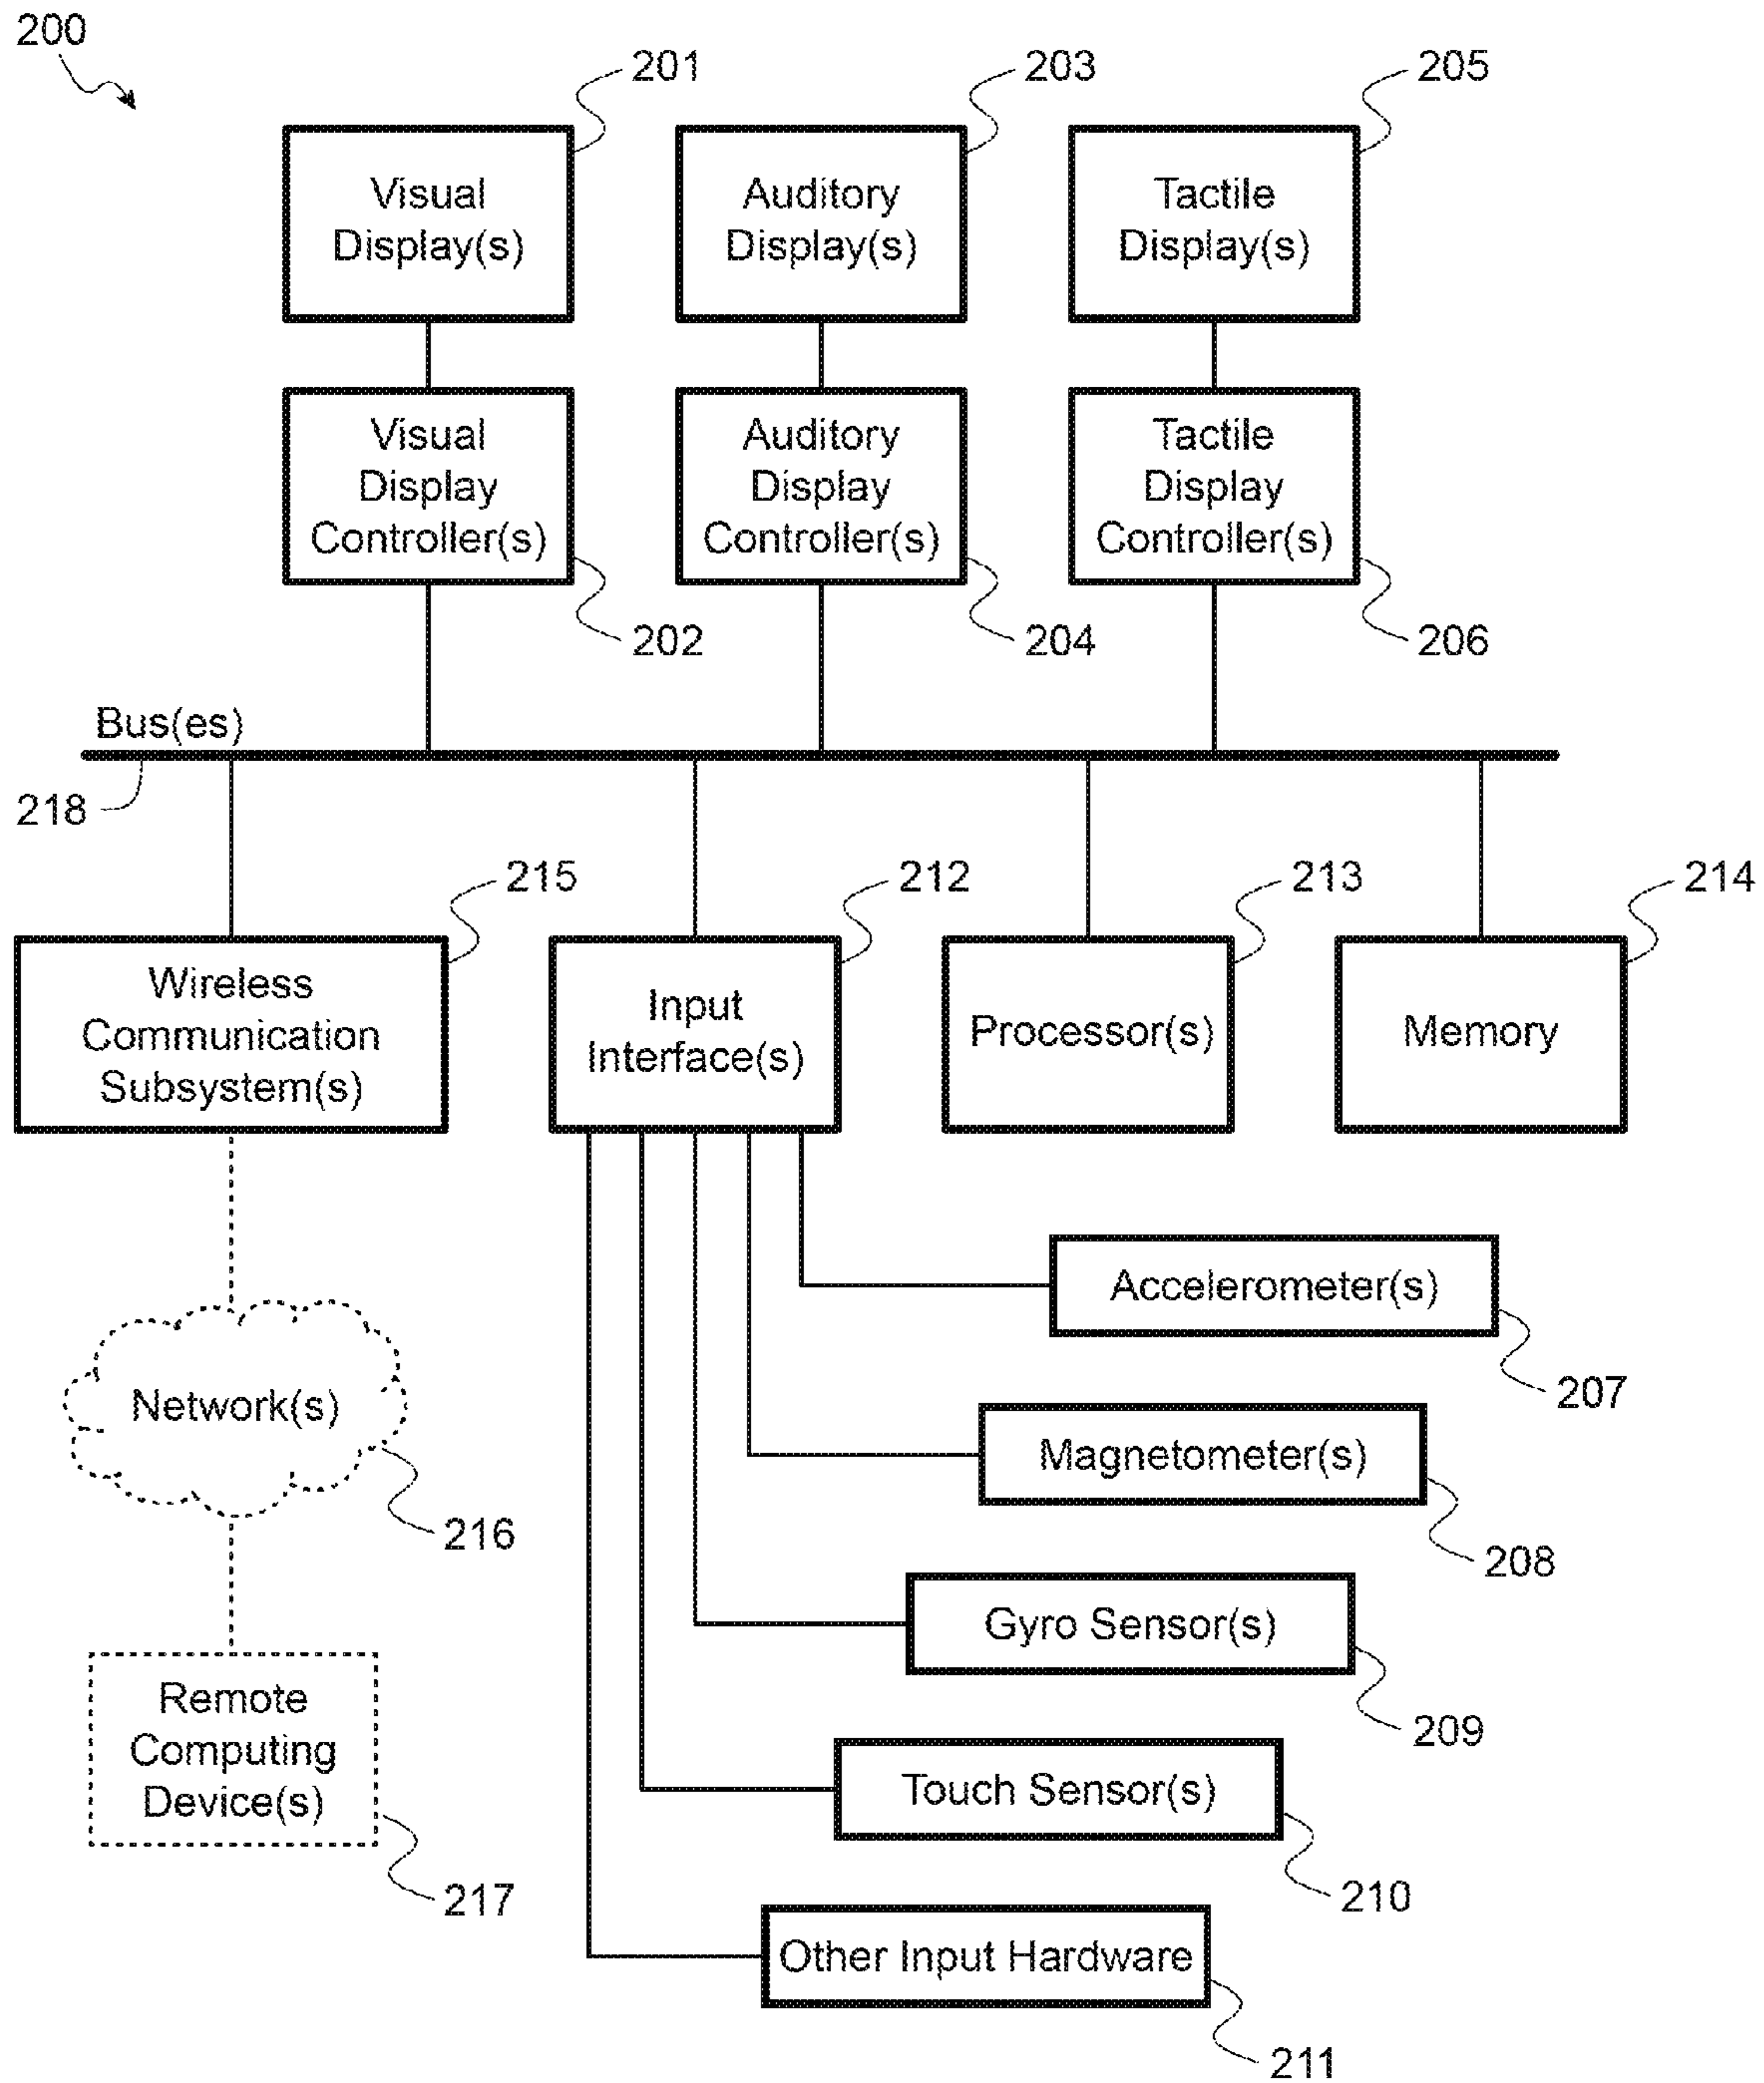 200
201
203
205
Visual
Display(s)
Auditory
Display(s)
Tactile
Display(s)
Visual
Display
Controller(s)
Auditory
Display
Controller(s)
Tactile
Display
Controller(s)
202
204
206
Bus(es)
218
215
212
213
214
Wireless
Communication
Subsystem(s)
Input
Interface(s)
Processor(s)
Memory
Accelerometer(s)
207
Network(s)
216
Magnetometer(s)
208
Gyro Sensor(s)
209
Remote
Computing
Device(s)
217
Touch Sensor(s)
210
Other Input Hardware
211